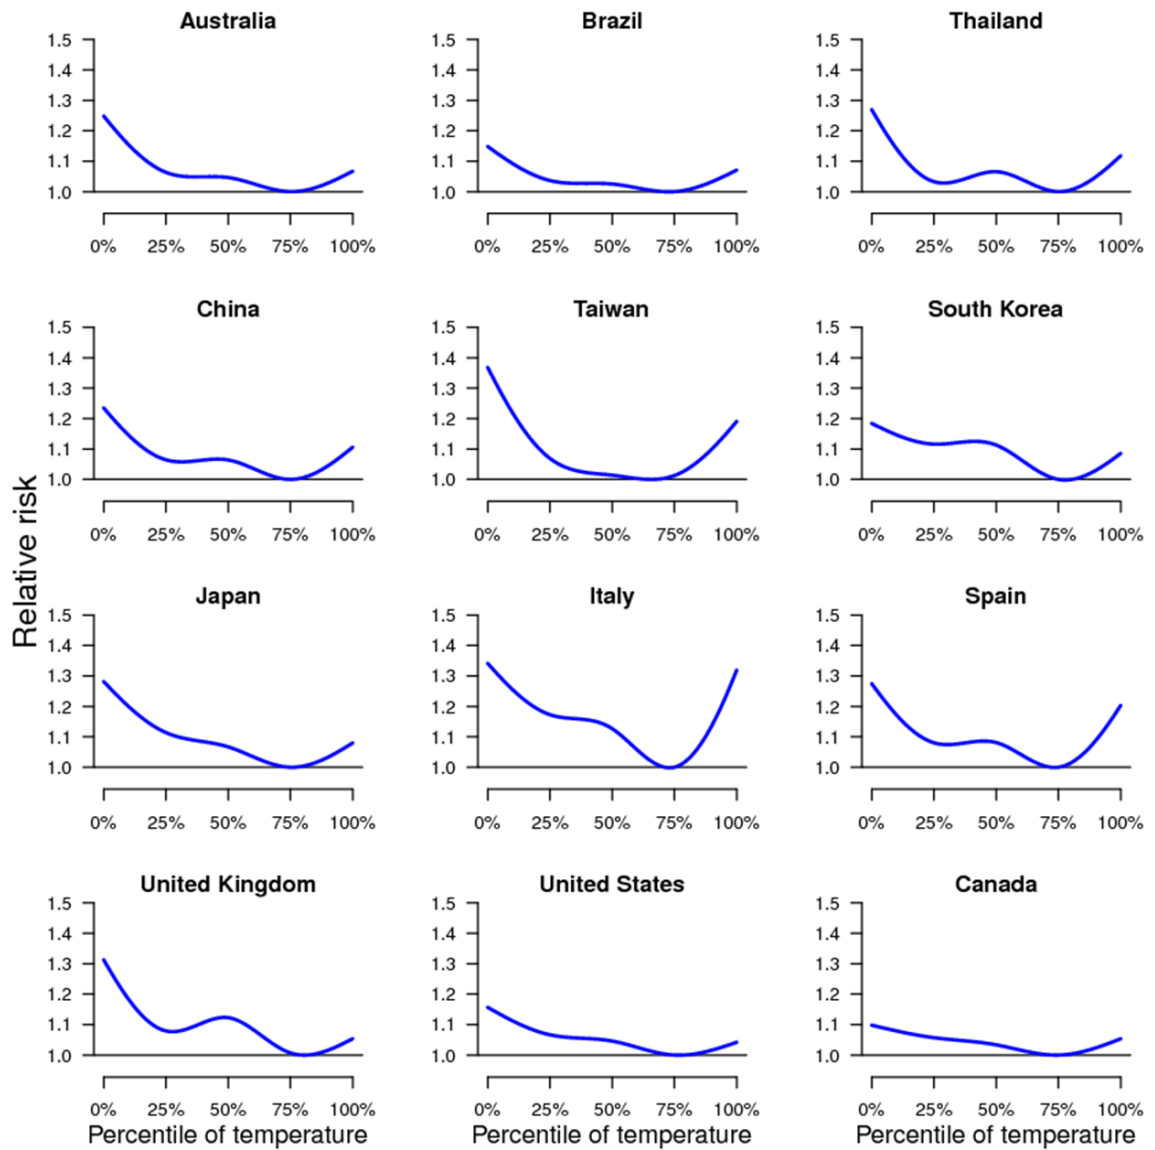 Australia Brazil Thailand
1.5 1.5 1.5
1.4 1.4 1.4
1.3 1.3 1.3
1.2 1.2 1.2
1.1 1.1 1.1
1.0 1.0 1.0
0% 25% 50% 75% 100% 0% 25% 50% 75% 100% 0% 25% 50% 75% 100%
China Taiwan South Korea
1.5 1.5 1.5
1.4 1.4 1.4
1.3 1.3 1.3
1.2 1.2 1.2
1.1 1.1 1.1
1.0 1.0 1.0
0% 25% 50% 75% 100% 0% 25% 50% 75% 100% 0% 25% 50% 75% 100%
Relative risk
Japan Italy Spain
1.5 1.5 1.5
1.4 1.4 1.4
1.3 1.3 1.3
1.2 1.2 1.2
1.1 1.1 1.1
1.0 1.0 1.0
0% 25% 50% 75% 100% 0% 25% 50% 75% 100% 0% 25% 50% 75% 100%
United Kingdom United States Canada
1.5 1.5 1.5
1.4 1.4 1.4
1.3 1.3 1.3
1.2 1.2 1.2
1.1 1.1 1.1
1.0 1.0 1.0
0% 25% 50% 75% 100% 0% 25% 50% 75% 100% 0% 25% 50% 75% 100%
Percentile of temperature Percentile of temperature Percentile of temperature